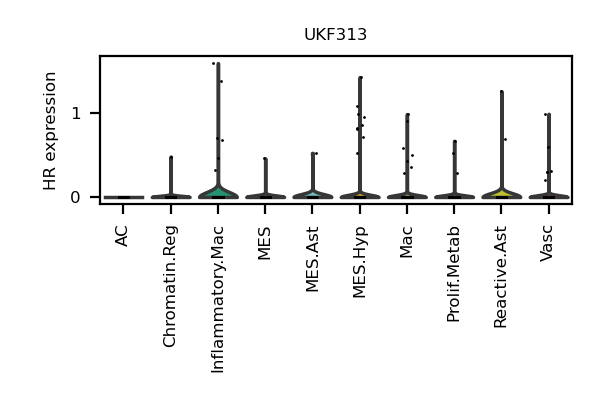 UKF313
HR expression
1
0
AC
Chromatin.Reg
Inflammatory.Mac
MES
MES.Ast
MES.Hyp
Mac
Prolif.Metab
Reactive.Ast
Vasc